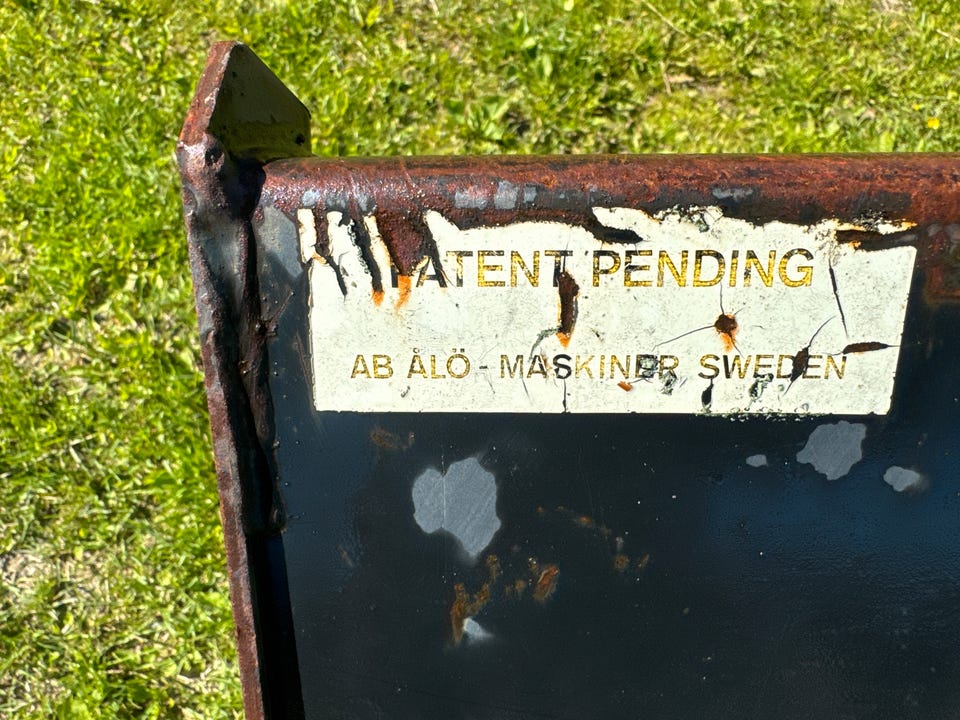 PATENT PENDING
AB ÅLÖ - MASKINER SWEDEN